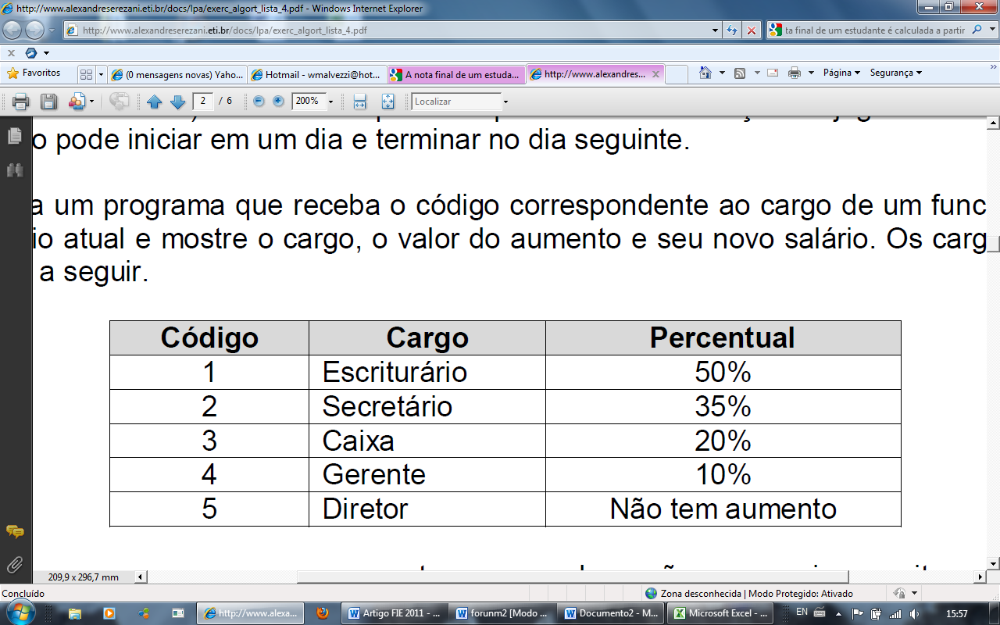 http://www.alexandreserezani.eti.br/docs/lpa/exerc_algort_lista_4.pdf - Windows Internet Explorer
http://www.alexandreserezani.eti.br/docs/lpa/exerc_algort_lista_4.pdf
ta final de um estudante é calculada a partir
Favoritos
(0 mensagens novas) Yaho...
Hotmail - wmalvezzi@hot...
A nota final de um estuda...
http://www.alexandres...
Página
Segurança
2 / 6
200%
Localizar
o pode iniciar em um dia e terminar no dia seguinte.
a um programa que receba o código correspondente ao cargo de um func
io atual e mostre o cargo, o valor do aumento e seu novo salário. Os carg
a seguir.
Código Cargo Percentual
1 Escriturário 50%
2 Secretário 35%
3 Caixa 20%
4 Gerente 10%
5 Diretor Não tem aumento
209,9 x 296,7 mm
Concluído
Zona desconhecida | Modo Protegido: Ativado
http://www.alexa...
Artigo FIE 2011 - ...
forunm2 [Modo ...
Documento2 - M...
Microsoft Excel - ...
EN
15:57